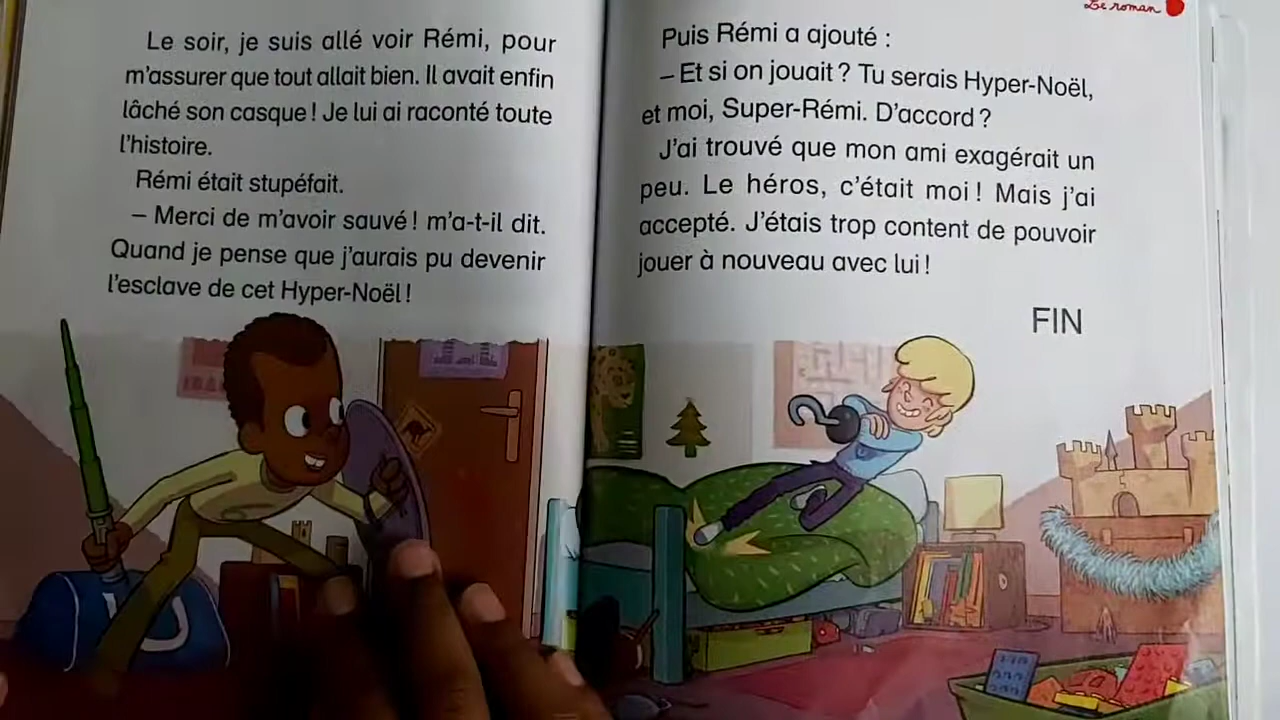 Le soir, je suis allé voir Rémi, pour
m'assurer que tout allait bien. Il avait enfin
lâché son casque ! Je lui ai raconté toute
l'histoire.
Rémi était stupéfait.
– Merci de m'avoir sauvé ! m'a-t-il dit.
Quand je pense que j'aurais pu devenir
l'esclave de cet Hyper-Noël !
Le roman
Puis Rémi a ajouté :
– Et si on jouait ? Tu serais Hyper-Noël,
et moi, Super-Rémi. D'accord ?
J'ai trouvé que mon ami exagérait un
peu. Le héros, c'était moi ! Mais j'ai
accepté. J'étais trop content de pouvoir
jouer à nouveau avec lui !
FIN